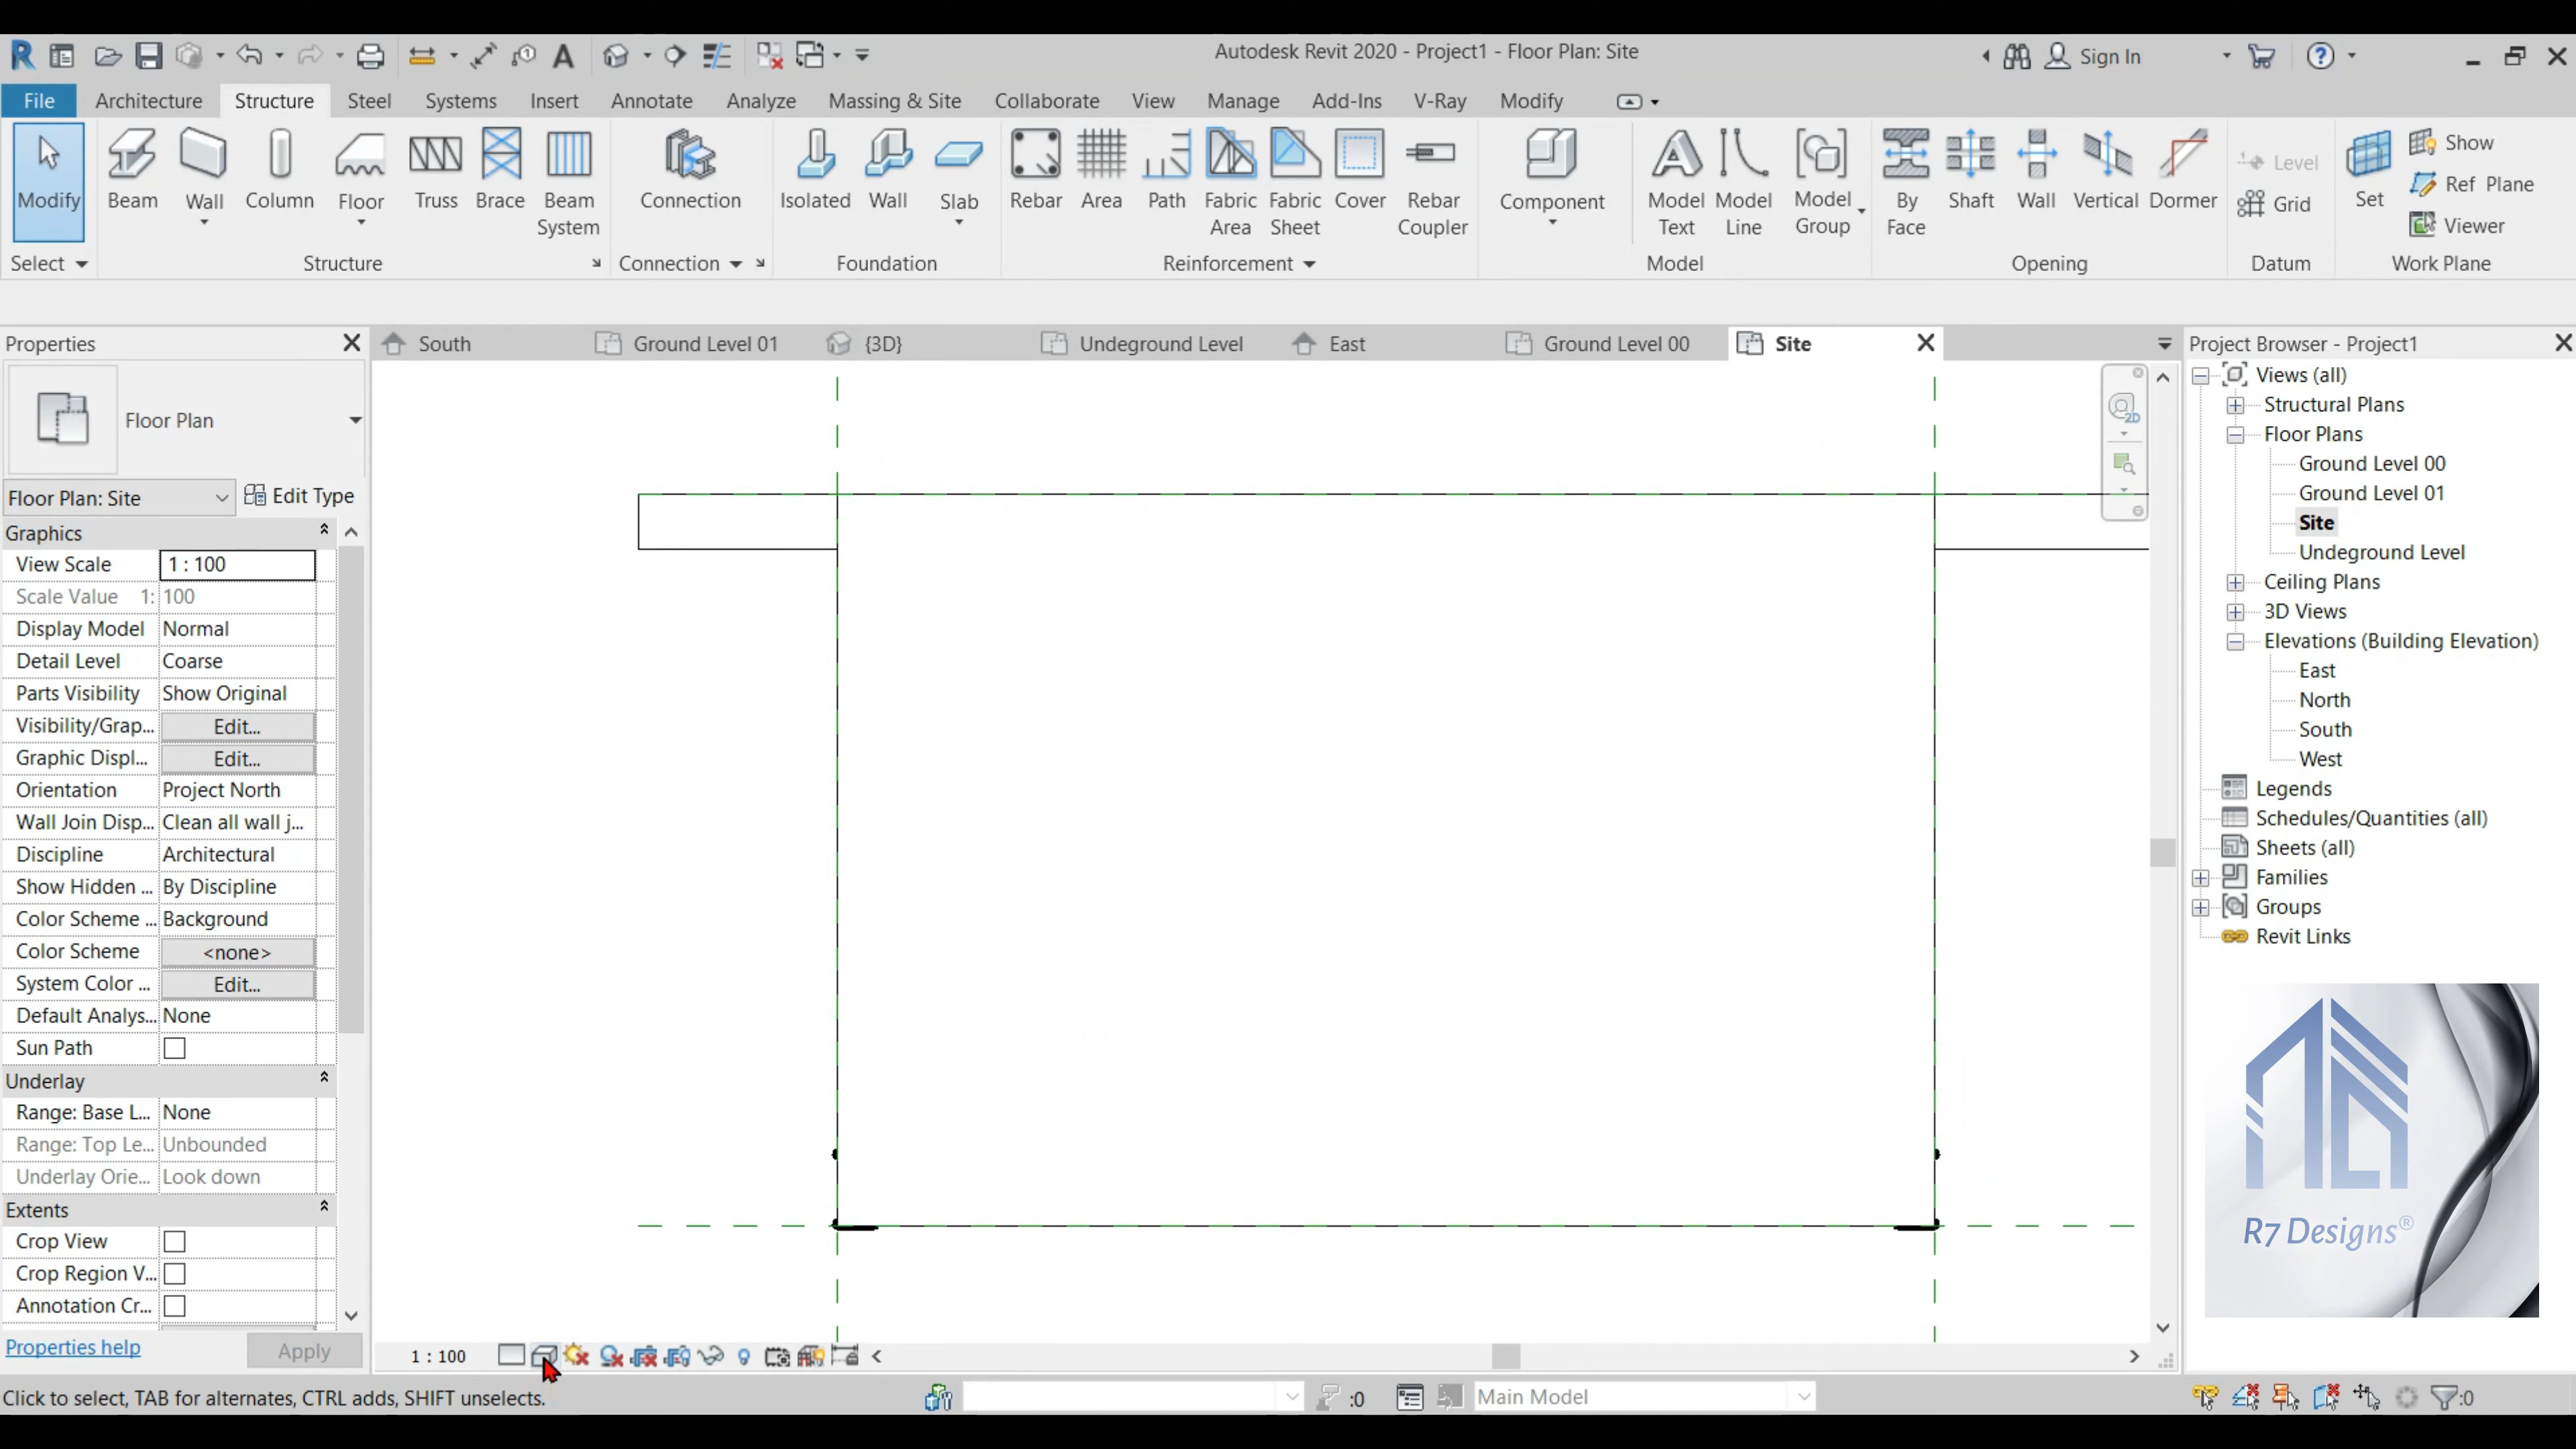 Autodesk Revit 2020 - Project1 - Floor Plan: Site
Sign In
File Architecture Structure Steel Systems Insert Annotate Analyze Massing & Site Collaborate View Manage Add-Ins V-Ray Modify
Modify Beam Wall Column Floor Truss Brace Beam System Connection Isolated Wall Slab Rebar Area Path Fabric Area Fabric Sheet Cover Rebar Coupler Component Model Text Model Line Model Group By Face Shaft Wall Vertical Dormer Level Grid Set Show Ref Plane Viewer
Select Structure Connection Foundation Reinforcement Model Opening Datum Work Plane
Properties
South Ground Level 01 {3D} Undeground Level East Ground Level 00 Site
Project Browser - Project1
Floor Plan
Floor Plan: Site Edit Type
Graphics
View Scale 1 : 100
Scale Value 1: 100
Display Model Normal
Detail Level Coarse
Parts Visibility Show Original
Visibility/Grap... Edit...
Graphic Displ... Edit...
Orientation Project North
Wall Join Disp... Clean all wall j...
Discipline Architectural
Show Hidden ... By Discipline
Color Scheme ... Background
Color Scheme <none>
System Color ... Edit...
Default Analys... None
Sun Path
Underlay
Range: Base L... None
Range: Top Le... Unbounded
Underlay Orie... Look down
Extents
Crop View
Crop Region V...
Annotation Cr...
Properties help Apply
2D
Views (all)
Structural Plans
Floor Plans
Ground Level 00
Ground Level 01
Site
Undeground Level
Ceiling Plans
3D Views
Elevations (Building Elevation)
East
North
South
West
Legends
Schedules/Quantities (all)
Sheets (all)
Families
Groups
Revit Links
R7 Designs®
1 : 100
Click to select, TAB for alternates, CTRL adds, SHIFT unselects.
:0
Main Model
:0